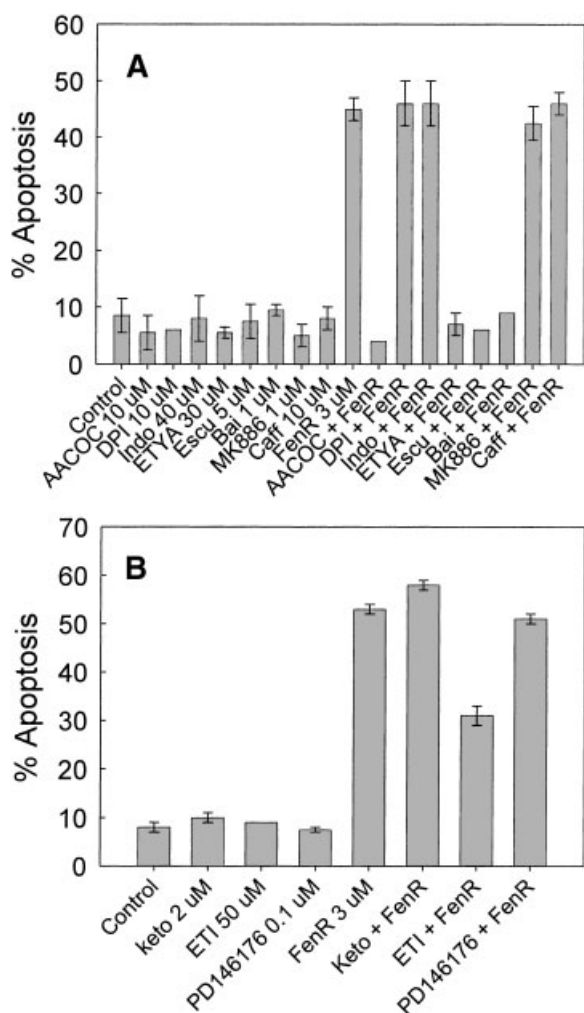 60
A
50
40
30
20
10
0
% Apoptosis
Control
AACOC 10 uM
DPI 10 uM
Indo 40 uM
ETYA 30 uM
Escu 5 uM
Bai 1 uM
MK886 1 uM
Caff 10 uM
FenR 3 uM
AACOC + FenR
DPI + FenR
Indo + FenR
ETYA + FenR
Escu + FenR
Bai + FenR
MK886 + FenR
Caff + FenR
70
B
60
50
40
30
20
10
0
% Apoptosis
Control
keto 2 uM
ETI 50 uM
PD146176 0.1 uM
FenR 3 uM
Keto + FenR
ETI + FenR
PD146176 + FenR